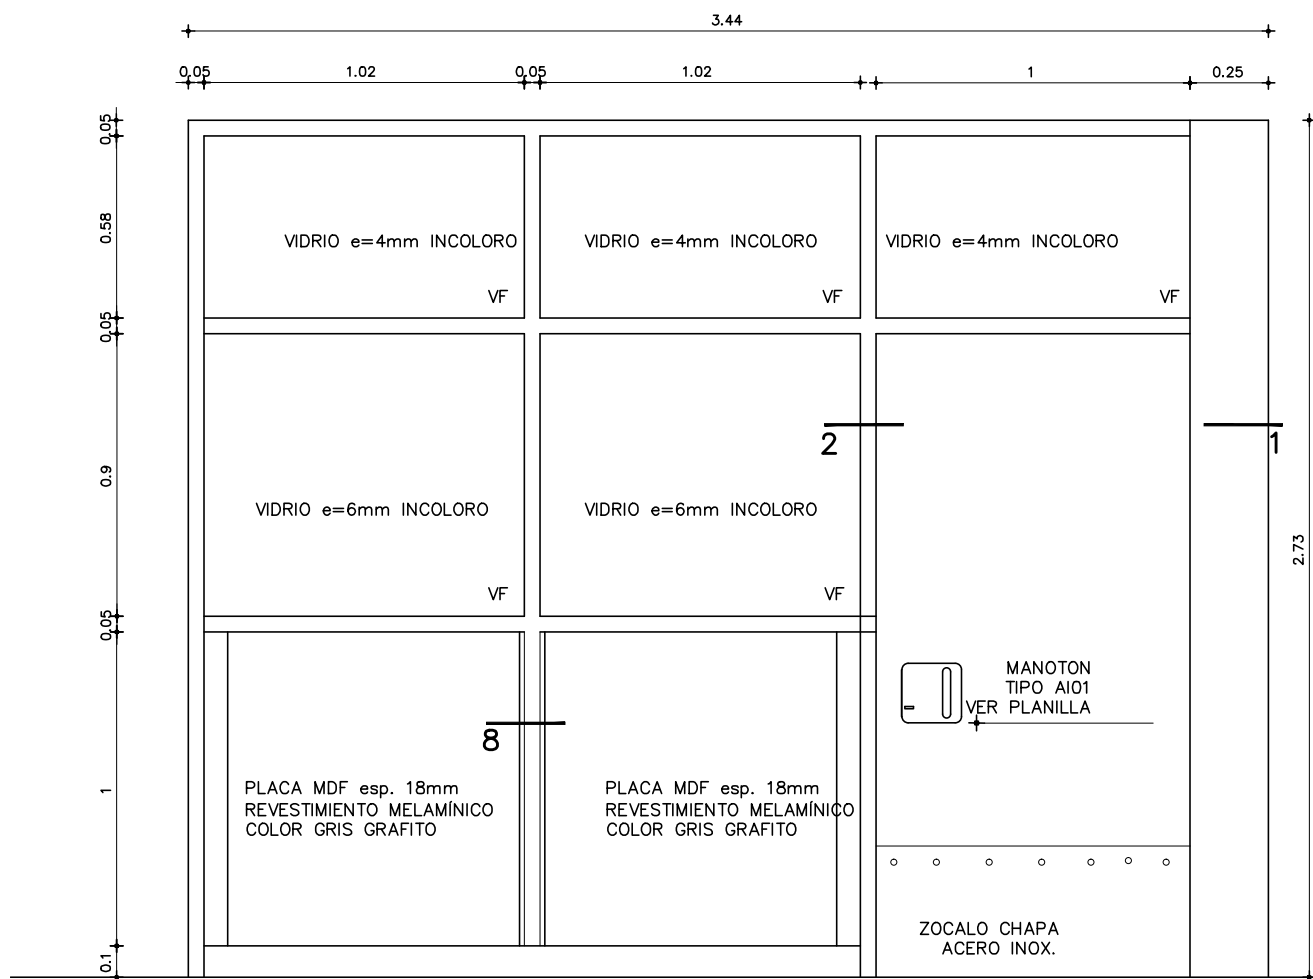 3.44
0.05
1.02
0.05
1.02
1
0.25
0.05
0.58
0.05
0.9
0.05
1
0.1
2.73
VIDRIO e=4mm INCOLORO
VF
VIDRIO e=4mm INCOLORO
VF
VIDRIO e=4mm INCOLORO
VF
2
1
VIDRIO e=6mm INCOLORO
VF
VIDRIO e=6mm INCOLORO
VF
MANOTON
TIPO AI01
VER PLANILLA
8
PLACA MDF esp. 18mm
REVESTIMIENTO MELAMÍNICO
COLOR GRIS GRAFITO
PLACA MDF esp. 18mm
REVESTIMIENTO MELAMÍNICO
COLOR GRIS GRAFITO
ZOCALO CHAPA
ACERO INOX.